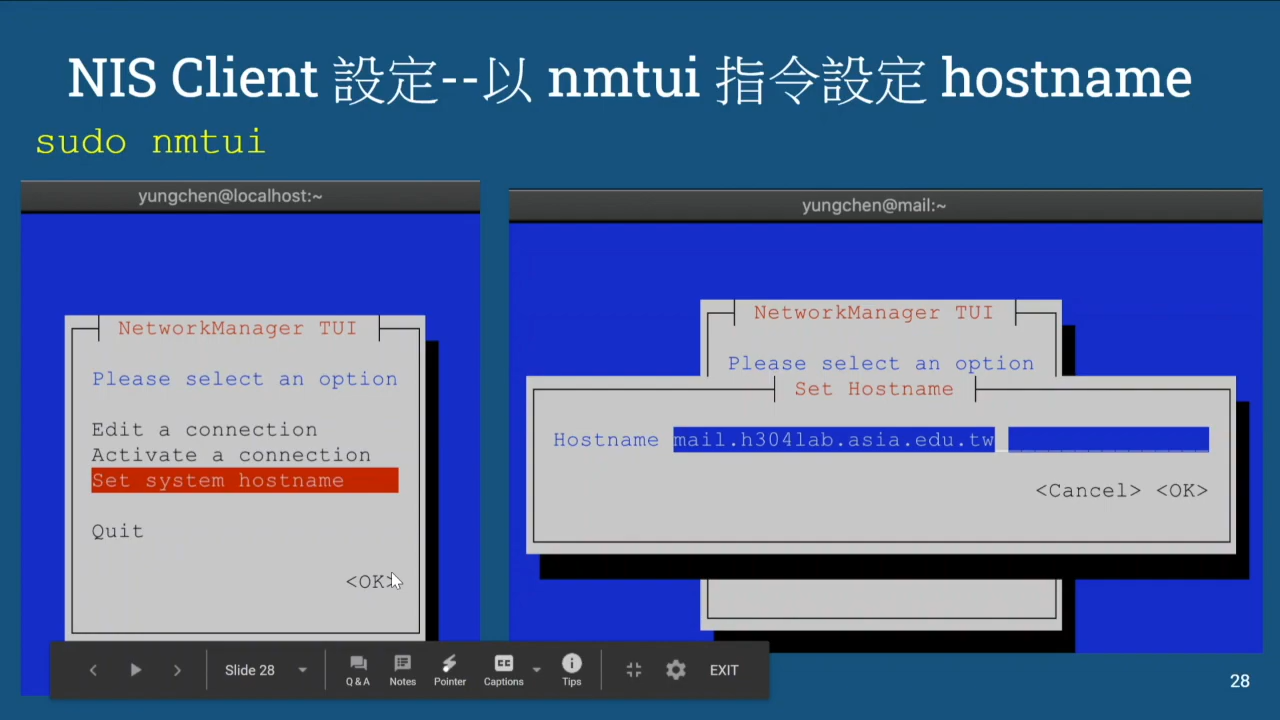 NIS Client 設定--以 nmtui 指令設定 hostname
sudo nmtui
yungchen@localhost:~
NetworkManager TUI
Please select an option
Edit a connection
Activate a connection
Set system hostname
Quit
<OK>
yungchen@mail:~
NetworkManager TUI
Please select an option
Set Hostname
Hostname mail.h304lab.asia.edu.tw
<Cancel> <OK>
Slide 28
Q & A
Notes
Pointer
CC
Captions
Tips
EXIT
28